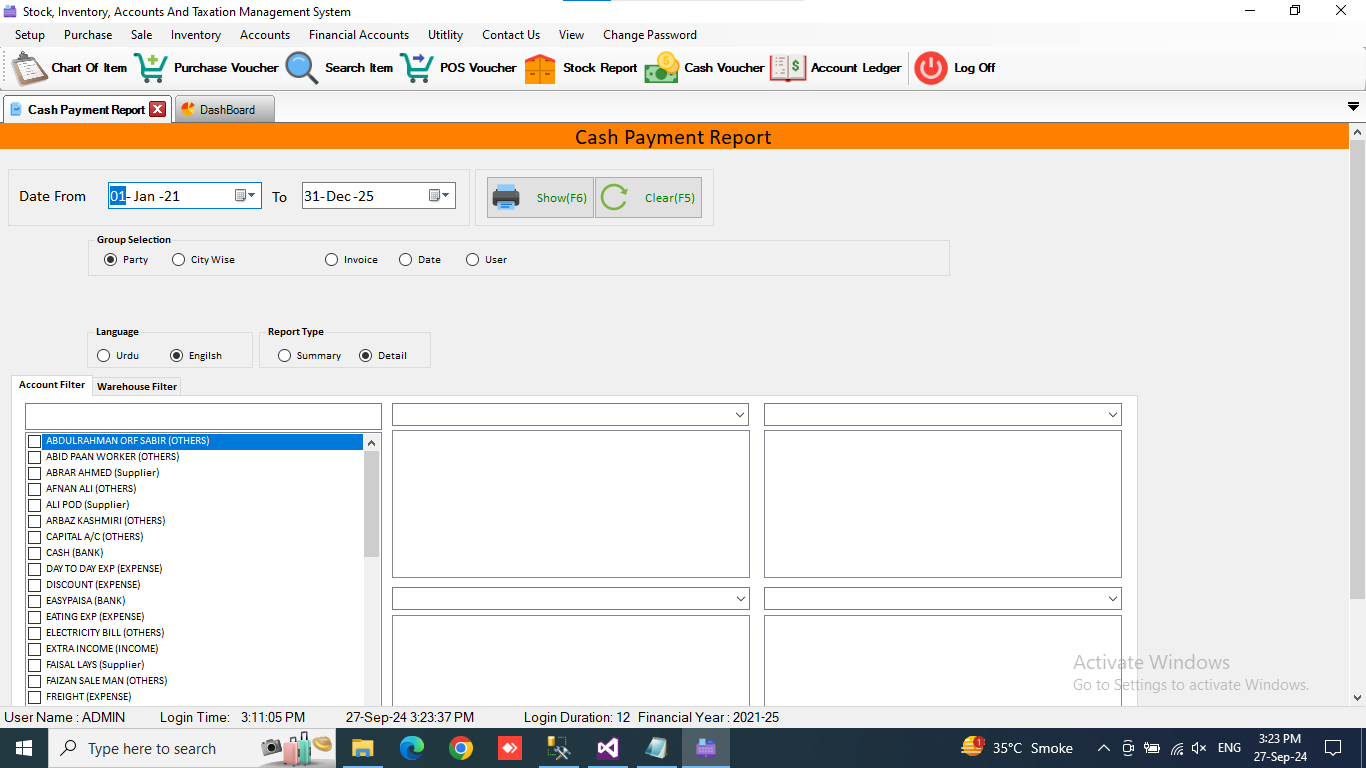 Stock, Inventory, Accounts And Taxation Management System
Setup Purchase Sale Inventory Accounts Financial Accounts Uitility Contact Us View Change Password
Chart Of Item Purchase Voucher Search Item POS Voucher Stock Report Cash Voucher Account Ledger Log Off
Cash Payment Report DashBoard
Cash Payment Report
Date From 01- Jan -21 To 31-Dec-25 Show(F6) Clear(F5)
Group Selection
Party City Wise Invoice Date User
Language Report Type
Urdu Engilsh Summary Detail
Account Filter Warehouse Filter
ABDULRAHMAN ORF SABIR (OTHERS)
ABID PAAN WORKER (OTHERS)
ABRAR AHMED (Supplier)
AFNAN ALI (OTHERS)
ALI POD (Supplier)
ARBAZ KASHMIRI (OTHERS)
CAPITAL A/C (OTHERS)
CASH (BANK)
DAY TO DAY EXP (EXPENSE)
DISCOUNT (EXPENSE)
EASYPAISA (BANK)
EATING EXP (EXPENSE)
ELECTRICITY BILL (OTHERS)
EXTRA INCOME (INCOME)
FAISAL LAYS (Supplier)
FAIZAN SALE MAN (OTHERS)
FREIGHT (EXPENSE)
Activate Windows
Go to Settings to activate Windows.
User Name : ADMIN Login Time: 3:11:05 PM 27-Sep-24 3:23:37 PM Login Duration: 12 Financial Year : 2021-25
Type here to search 1 35°C Smoke ENG 3:23 PM
27-Sep-24